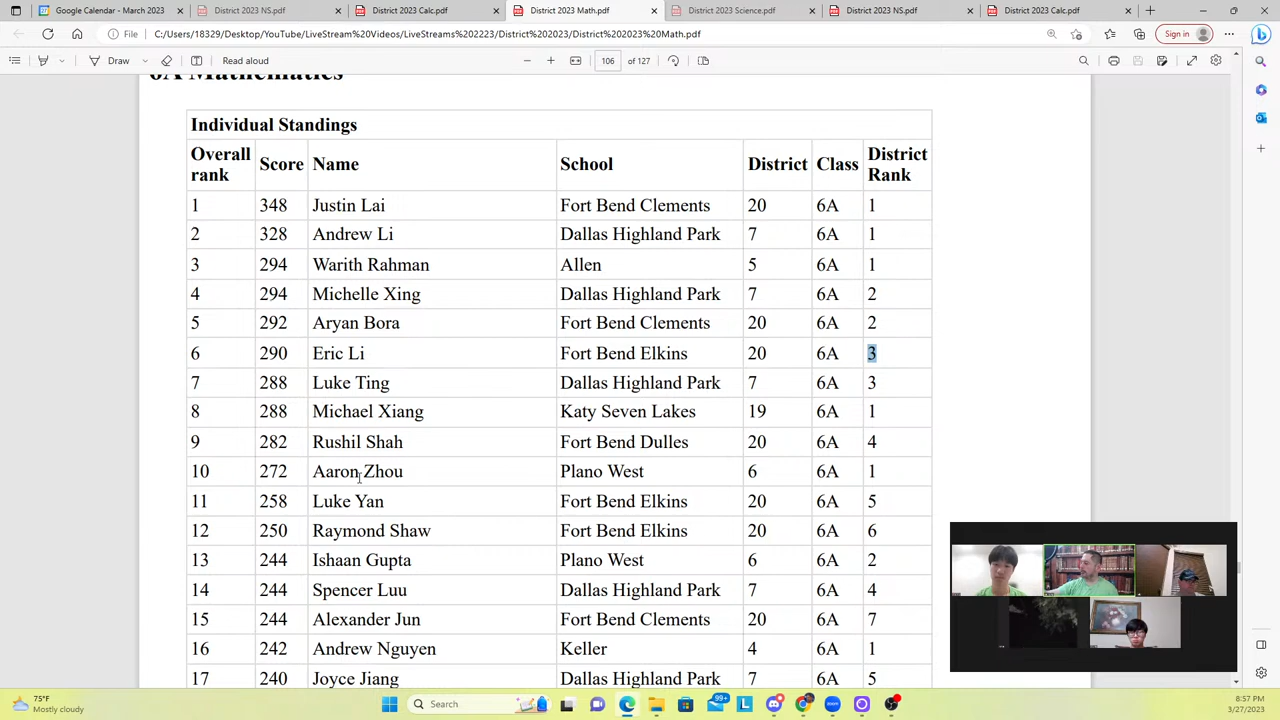 Google Calendar - March 2023
District 2023 NS.pdf
District 2023 Calc.pdf
District 2023 Math.pdf
District 2023 Science.pdf
District 2023 NS.pdf
District 2023 Calc.pdf
File
C:/Users/18329/Desktop/YouTube/LiveStream%20Videos/LiveStreams%202223/District%202023/District%202023%20Math.pdf
Sign in
Draw
Read aloud
106 of 127
6A Mathematics
Individual Standings
Overall rank Score Name School District Class District Rank
1 348 Justin Lai Fort Bend Clements 20 6A 1
2 328 Andrew Li Dallas Highland Park 7 6A 1
3 294 Warith Rahman Allen 5 6A 1
4 294 Michelle Xing Dallas Highland Park 7 6A 2
5 292 Aryan Bora Fort Bend Clements 20 6A 2
6 290 Eric Li Fort Bend Elkins 20 6A 3
7 288 Luke Ting Dallas Highland Park 7 6A 3
8 288 Michael Xiang Katy Seven Lakes 19 6A 1
9 282 Rushil Shah Fort Bend Dulles 20 6A 4
10 272 Aaron Zhou Plano West 6 6A 1
11 258 Luke Yan Fort Bend Elkins 20 6A 5
12 250 Raymond Shaw Fort Bend Elkins 20 6A 6
13 244 Ishaan Gupta Plano West 6 6A 2
14 244 Spencer Luu Dallas Highland Park 7 6A 4
15 244 Alexander Jun Fort Bend Clements 20 6A 7
16 242 Andrew Nguyen Keller 4 6A 1
17 240 Joyce Jiang Dallas Highland Park 7 6A 5
75°F
Mostly cloudy
Search
99+
8:57 PM
3/27/2023